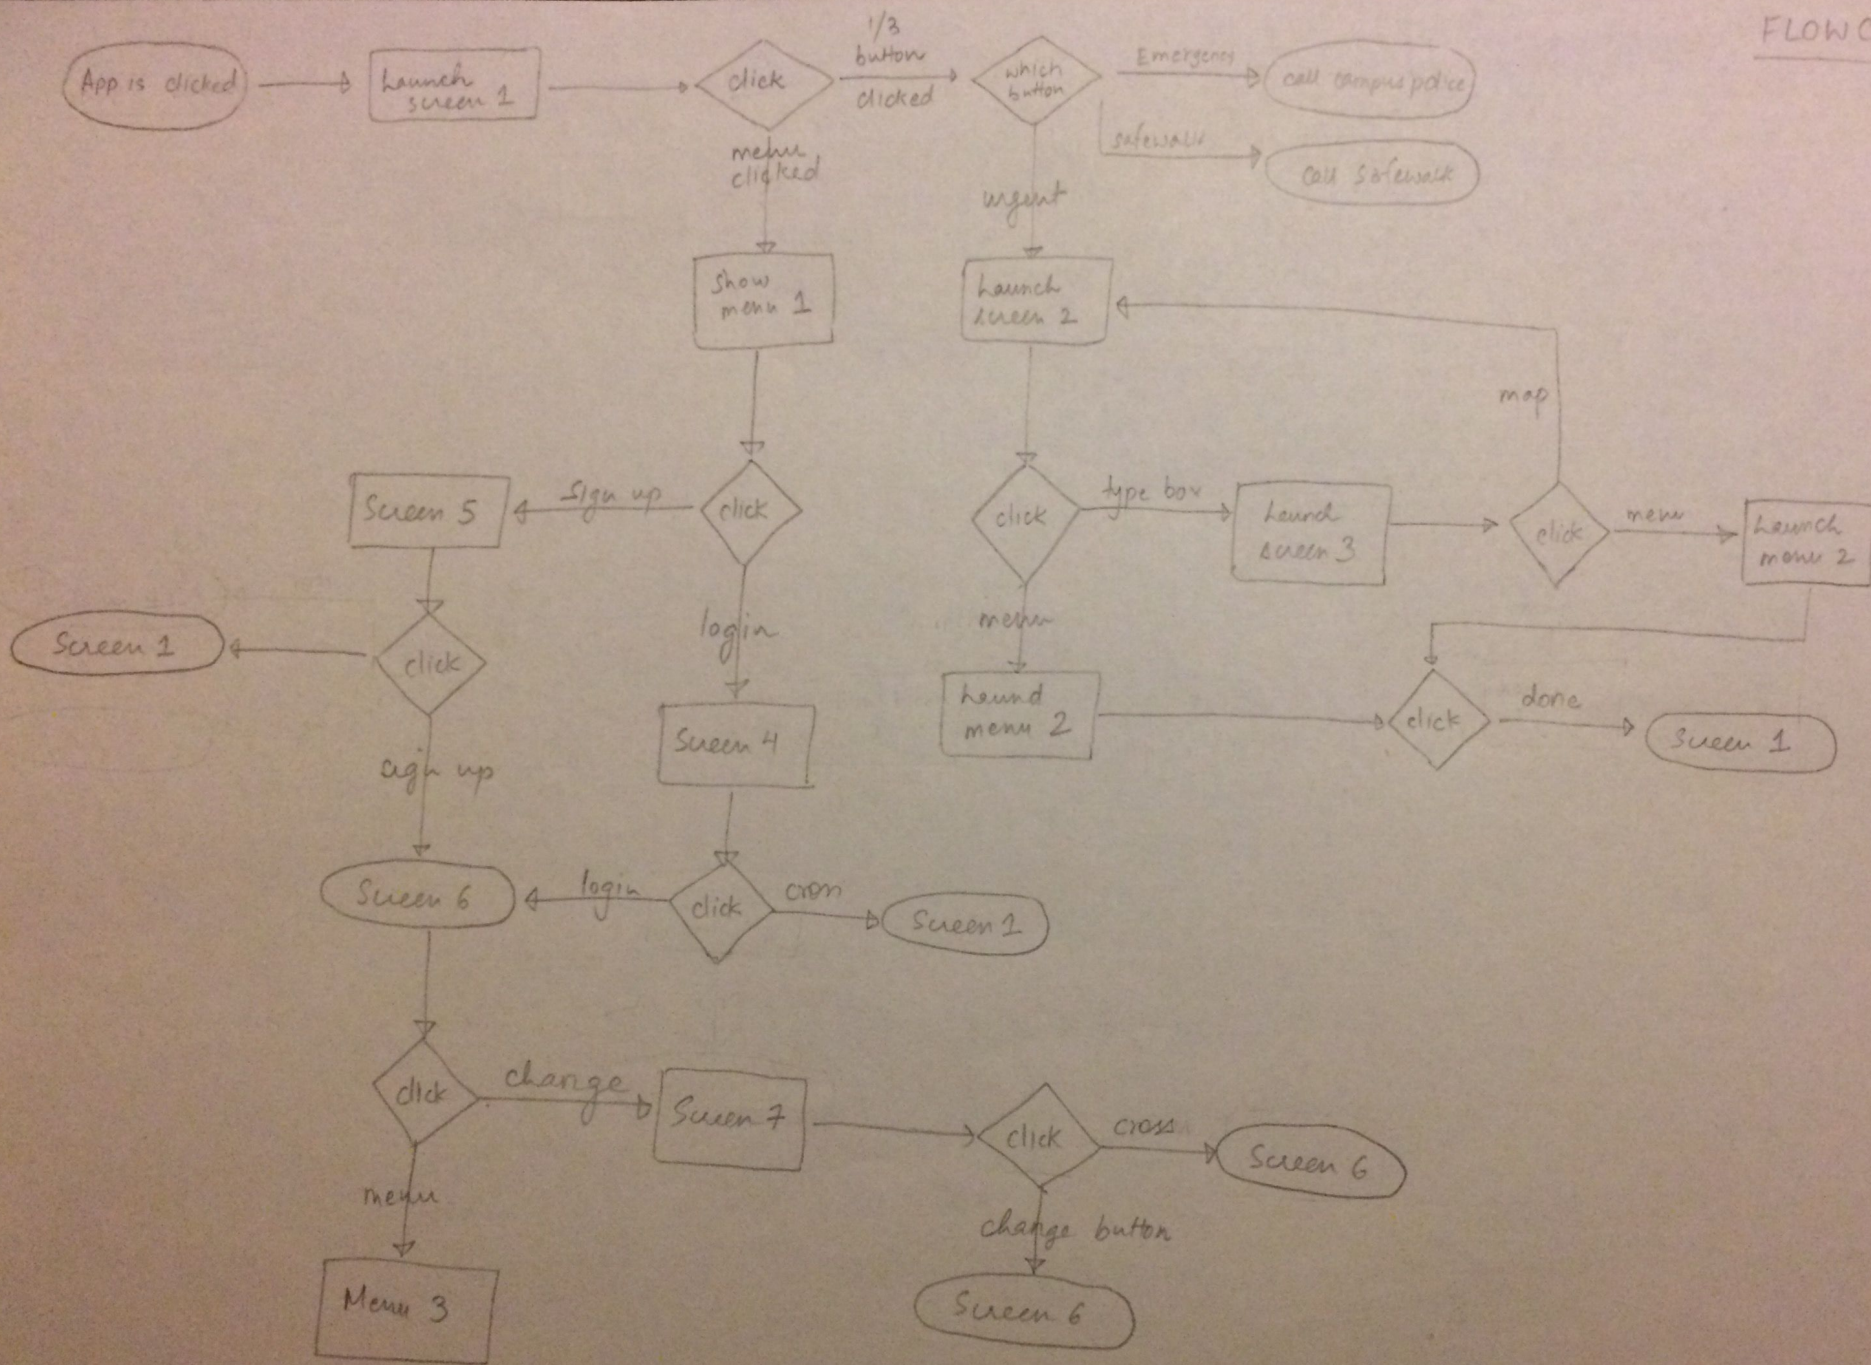 FLOW C
App is clicked
Launch
screen 1
click
1/3
button
clicked
which
button
Emergency
call campus police
safewalk
call safewalk
menu
clicked
urgent
show
menu 1
Launch
screen 2
map
Screen 5
sign up
click
click
type box
Launch
screen 3
click
menu
Launch
menu 2
Screen 1
click
login
menu
Launch
menu 2
click
done
Screen 1
sign up
Screen 4
Screen 6
login
click
Screen 1
click
change
Screen 7
click
cross
Screen 6
menu
change button
Menu 3
Screen 6